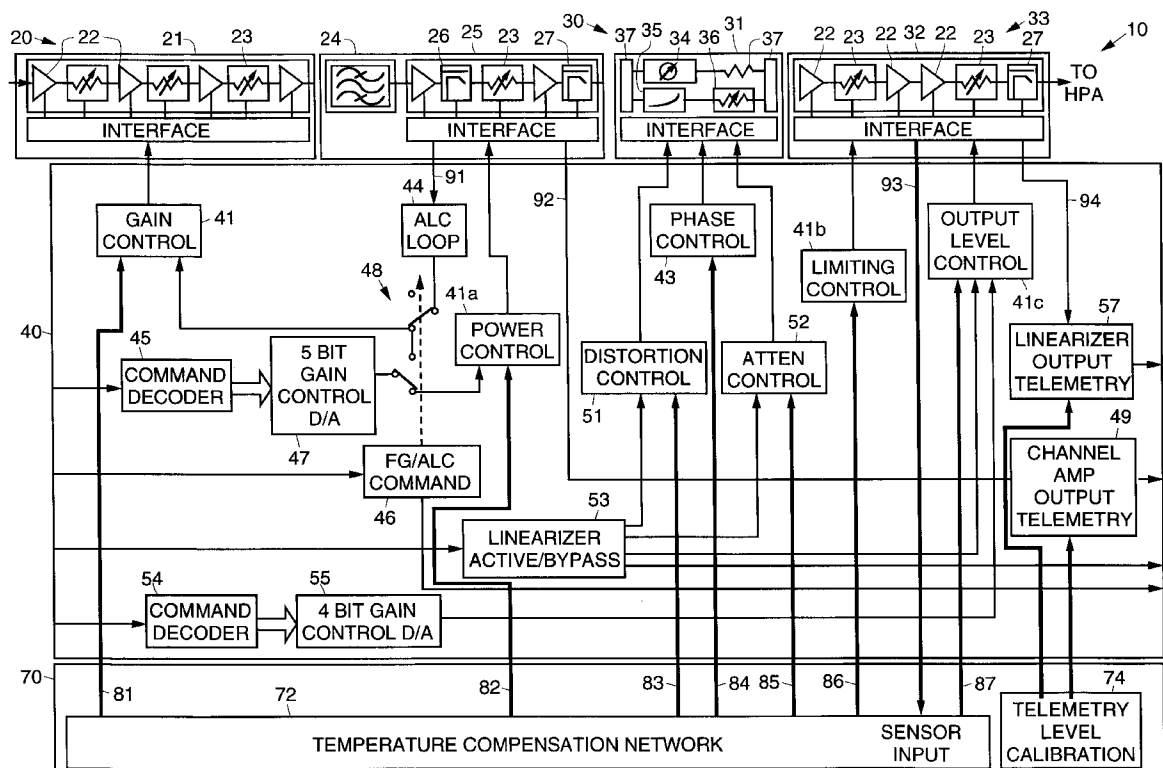 20 22 21 23 24 26 25 23 27 30 37 35 34 31 36 37 22 23 22 32 22 23 33 27 10
TO
HPA
INTERFACE INTERFACE INTERFACE INTERFACE
91 92 93 94
40
GAIN
CONTROL
41
44
ALC
LOOP
48
41a
POWER
CONTROL
PHASE
CONTROL
43
41b
LIMITING
CONTROL
OUTPUT
LEVEL
CONTROL
41c
57
LINEARIZER
OUTPUT
TELEMETRY
45
COMMAND
DECODER
5 BIT
GAIN
CONTROL
D/A
47
DISTORTION
CONTROL
51
52
ATTEN
CONTROL
49
CHANNEL
AMP
OUTPUT
TELEMETRY
FG/ALC
COMMAND
46
53
LINEARIZER
ACTIVE/BYPASS
54
COMMAND
DECODER
55
4 BIT GAIN
CONTROL D/A
70
81 72 82 83 84 85 86 87 74
TEMPERATURE COMPENSATION NETWORK
SENSOR
INPUT
TELEMETRY
LEVEL
CALIBRATION